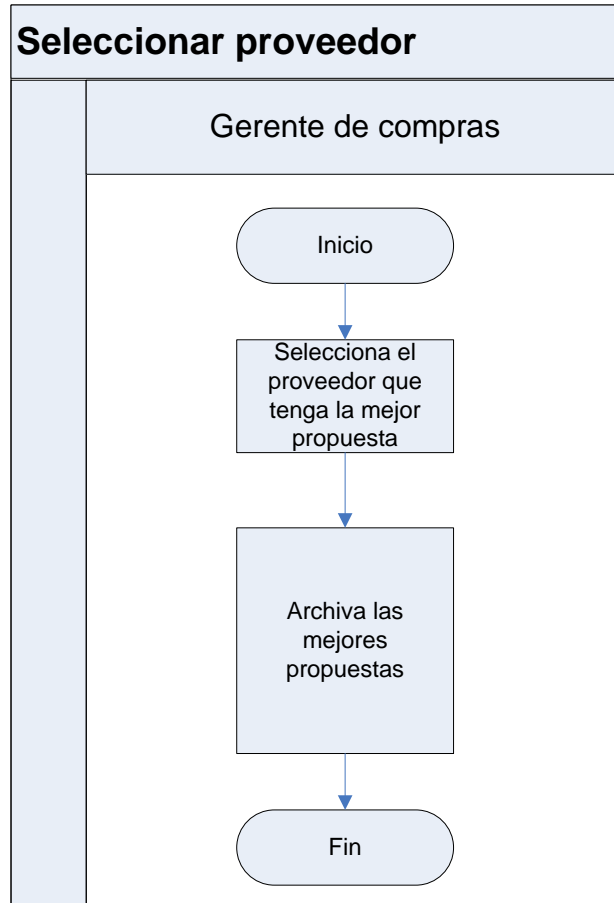 Seleccionar proveedor
Gerente de compras
Inicio
Selecciona el
proveedor que
tenga la mejor
propuesta
Archiva las
mejores
propuestas
Fin